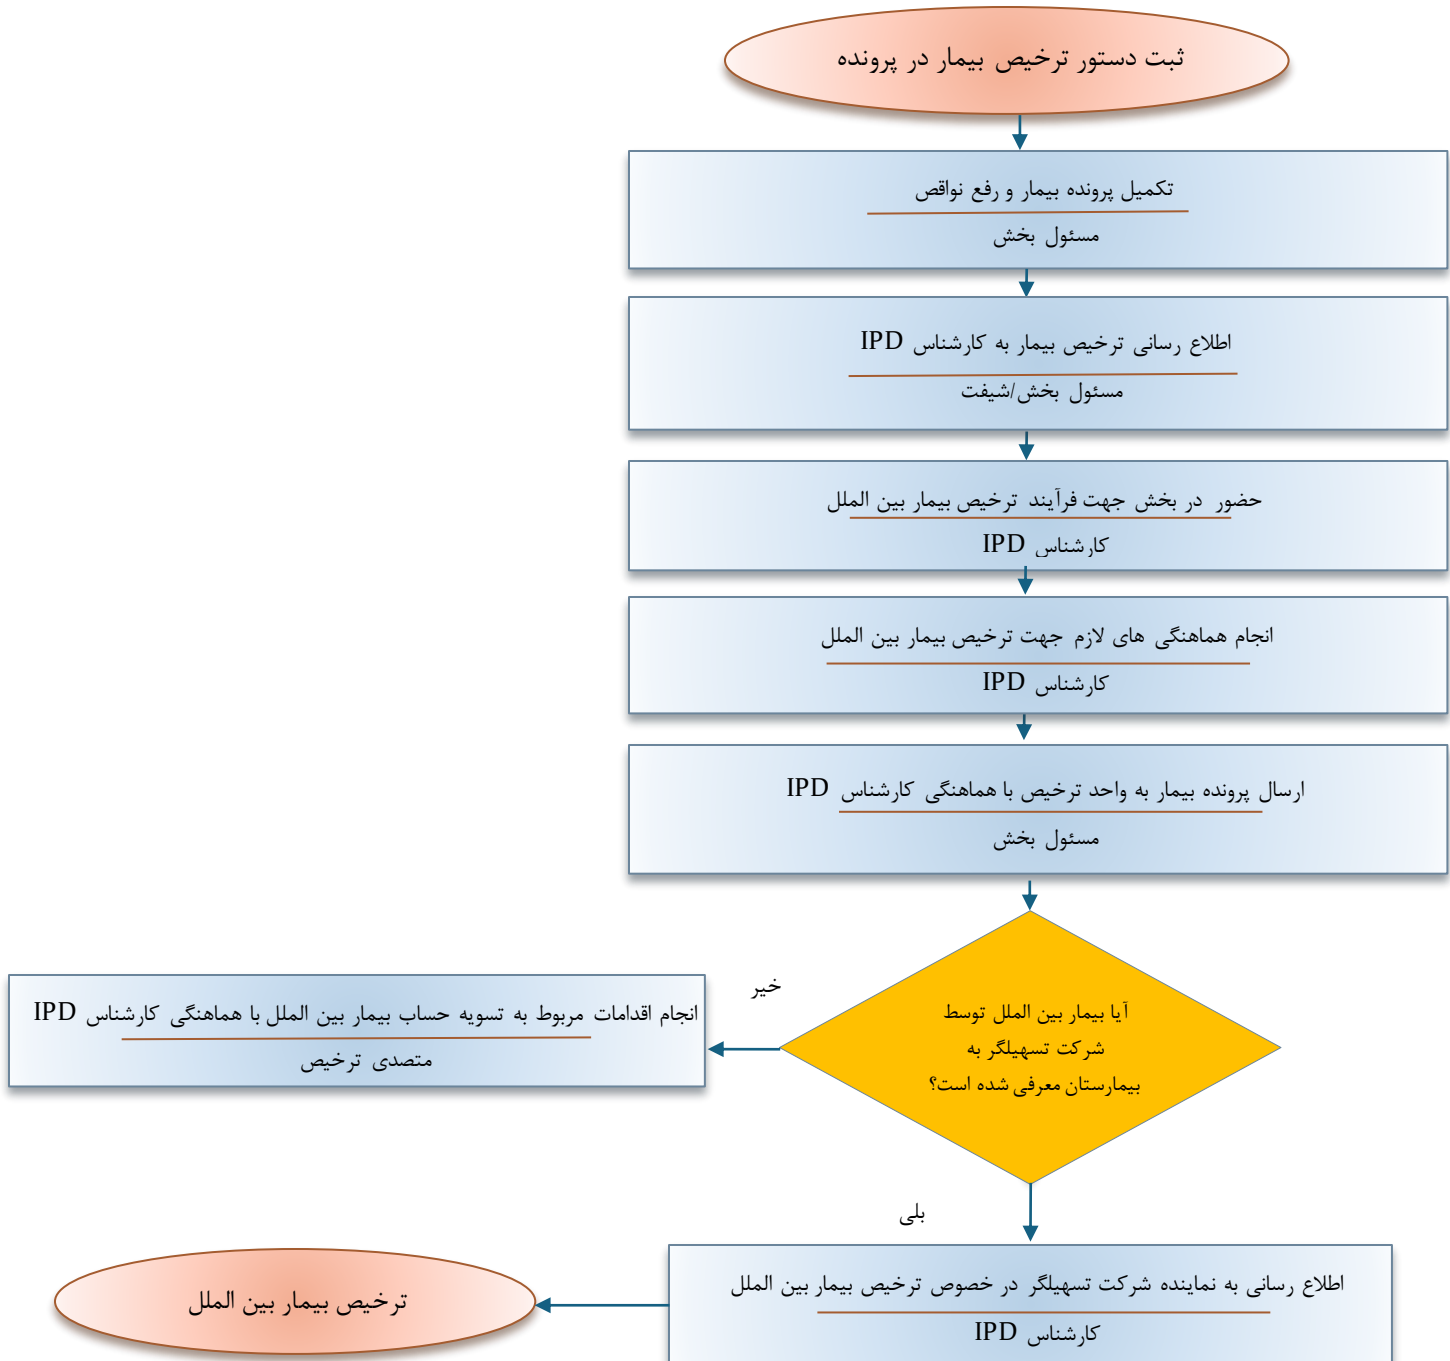 ثبت دستور ترخیص بیمار در پرونده
تکمیل پرونده بیمار و رفع نواقص
مسئول بخش
اطلاع رسانی ترخیص بیمار به کارشناس IPD
مسئول بخش/شیفت
حضور در بخش جهت فرآیند ترخیص بیمار بین الملل
کارشناس IPD
انجام هماهنگی های لازم جهت ترخیص بیمار بین الملل
کارشناس IPD
ارسال پرونده بیمار به واحد ترخیص با هماهنگی کارشناس IPD
مسئول بخش
آیا بیمار بین الملل توسط
شرکت تسهیلگر به
بیمارستان معرفی شده است؟
خیر
انجام اقدامات مربوط به تسویه حساب بیمار بین الملل با هماهنگی کارشناس IPD
متصدی ترخیص
بلی
اطلاع رسانی به نماینده شرکت تسهیلگر در خصوص ترخیص بیمار بین الملل
کارشناس IPD
ترخیص بیمار بین الملل